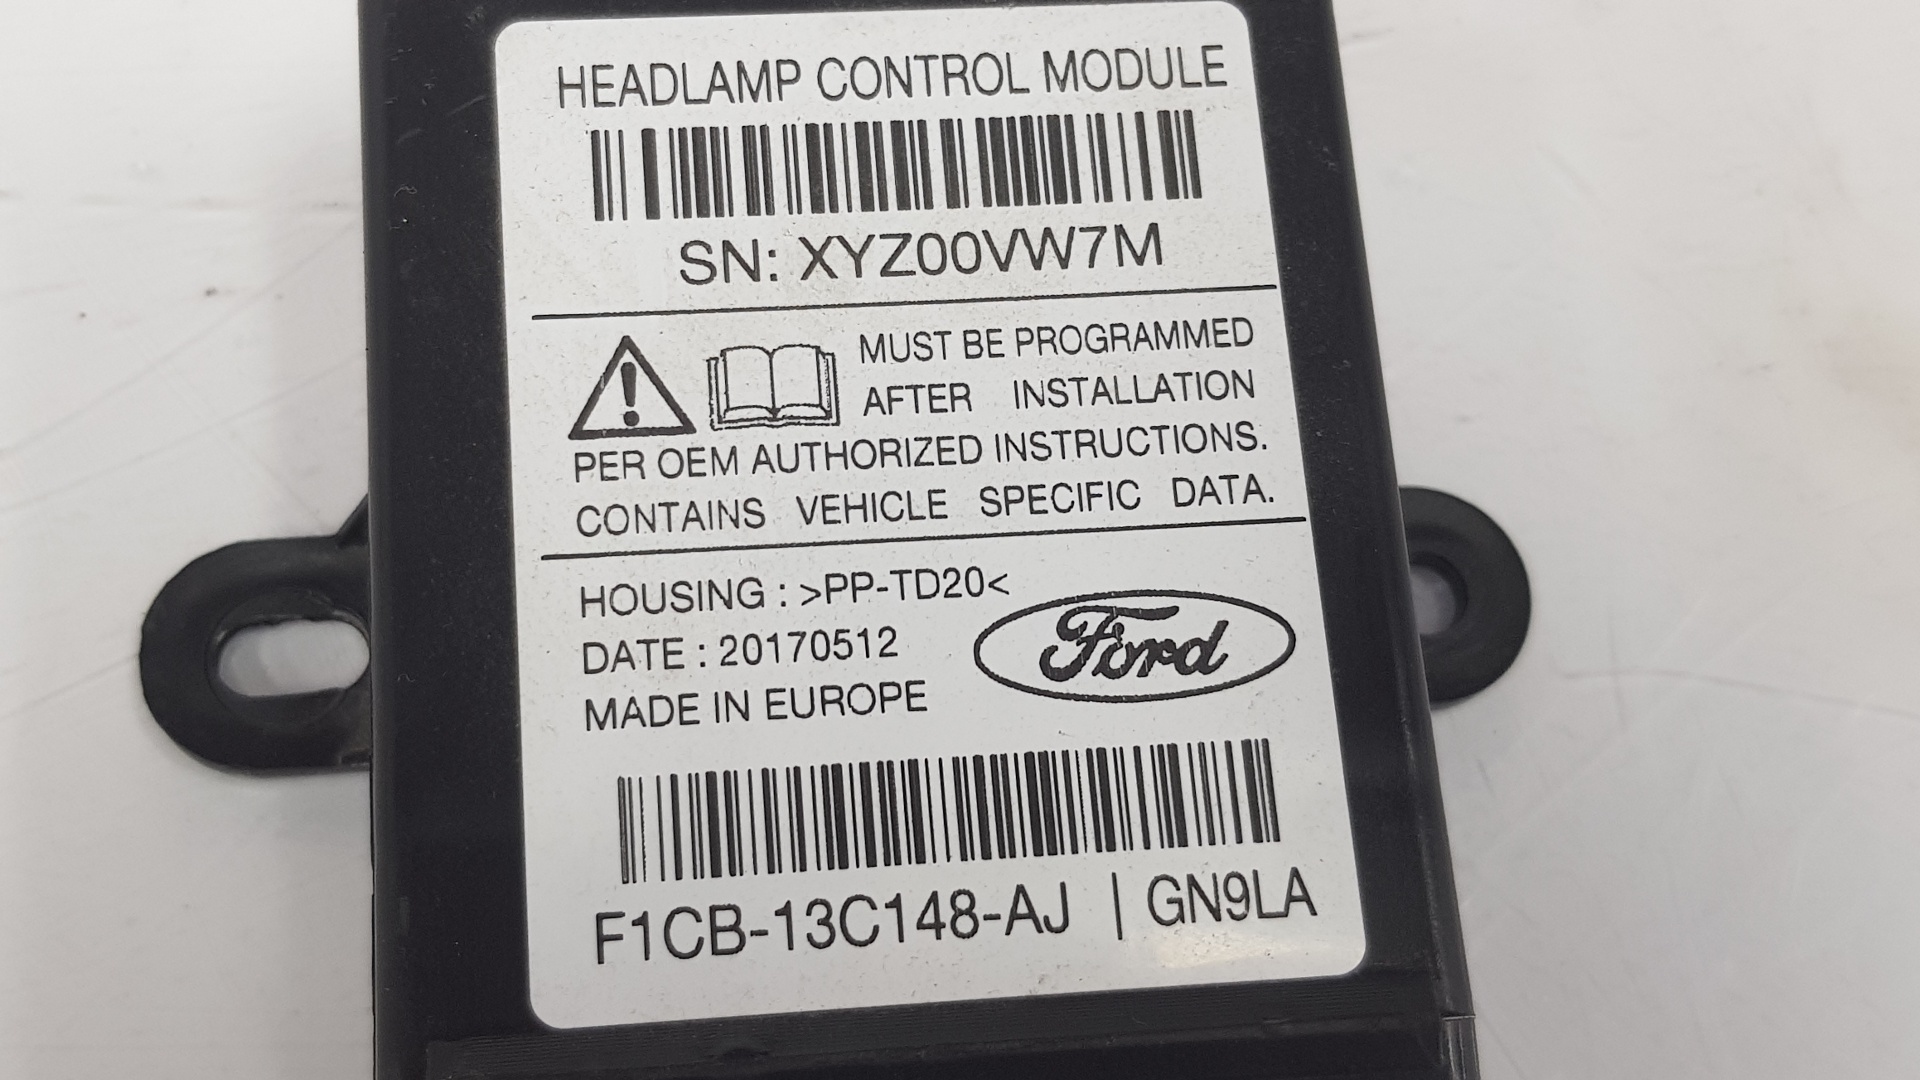 HEADLAMP CONTROL MODULE
SN: XYZ00VW7M
MUST BE PROGRAMMED
AFTER INSTALLATION
PER OEM AUTHORIZED INSTRUCTIONS.
CONTAINS VEHICLE SPECIFIC DATA.
HOUSING : >PP-TD20<
DATE : 20170512
MADE IN EUROPE
Ford
F1CB-13C148-AJ | GN9LA